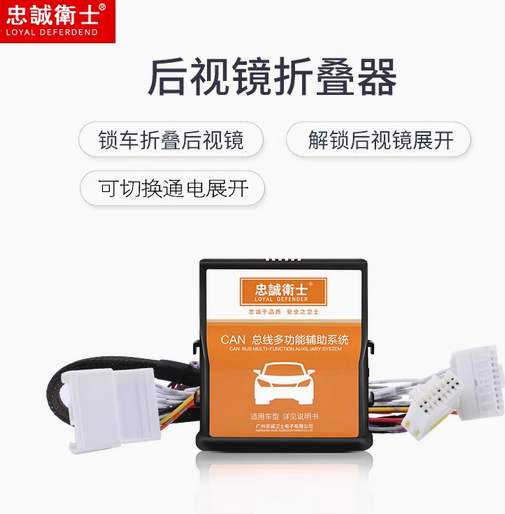 忠誠衛士®
LOYAL DEFERDEND
后视镜折叠器
锁车折叠后视镜
解锁后视镜展开
可切换通电展开
忠誠衛士®
LOYAL DEFENDER
忠诚于品质 安全之卫士
CAN 总线多功能辅助系统
CAN BUS MULTI-FUNCTION AUXILIARY SYSTEM
适用车型 详见说明书
广州忠诚卫士电子有限公司